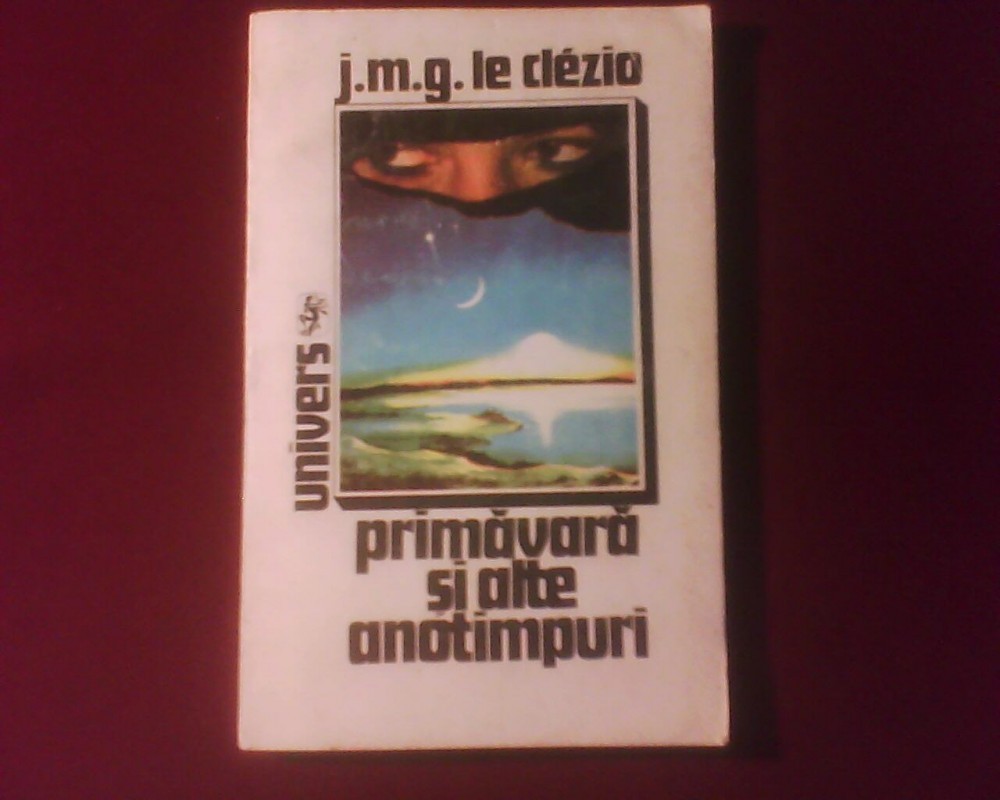 j.m.g. le clézio
univers
primăvară
și alte
anotimpuri